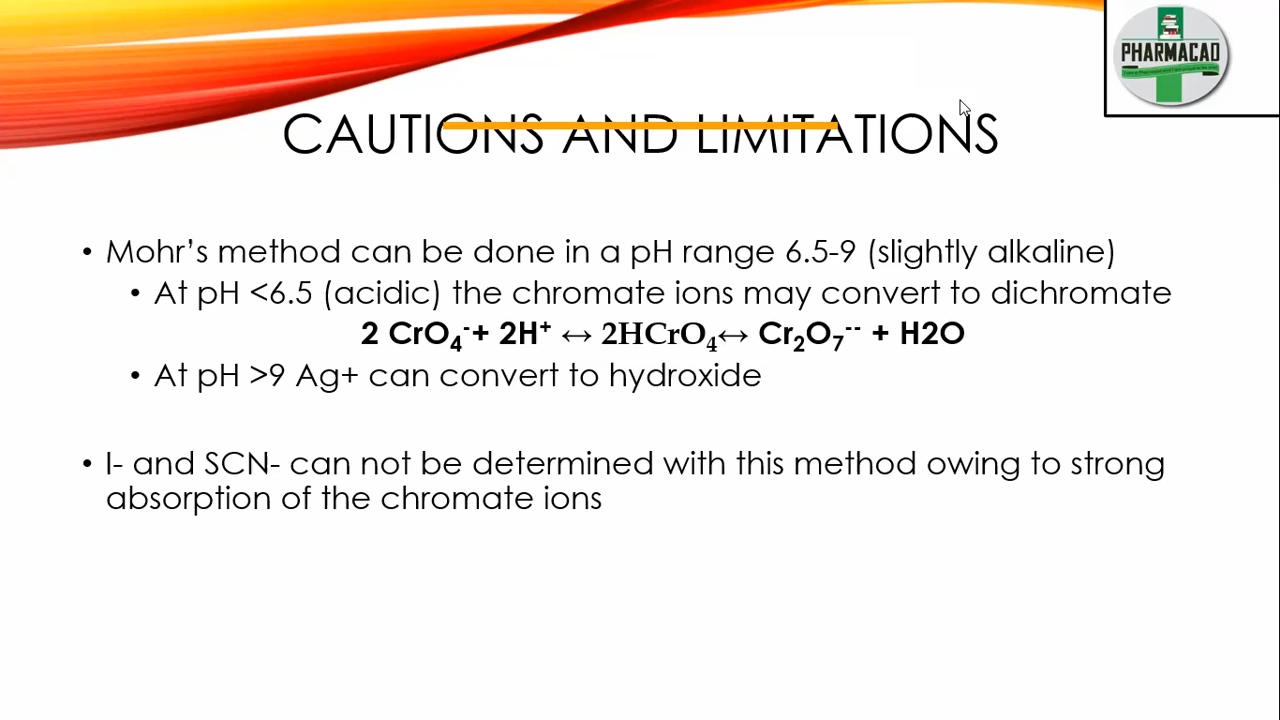 PHARMACAD
CAUTIONS AND LIMITATIONS
• Mohr’s method can be done in a pH range 6.5-9 (slightly alkaline)
• At pH <6.5 (acidic) the chromate ions may convert to dichromate
2 CrO₄⁻+ 2H⁺ ↔ 2HCrO₄↔ Cr₂O₇⁻⁻ + H2O
• At pH >9 Ag+ can convert to hydroxide
• I- and SCN- can not be determined with this method owing to strong
absorption of the chromate ions